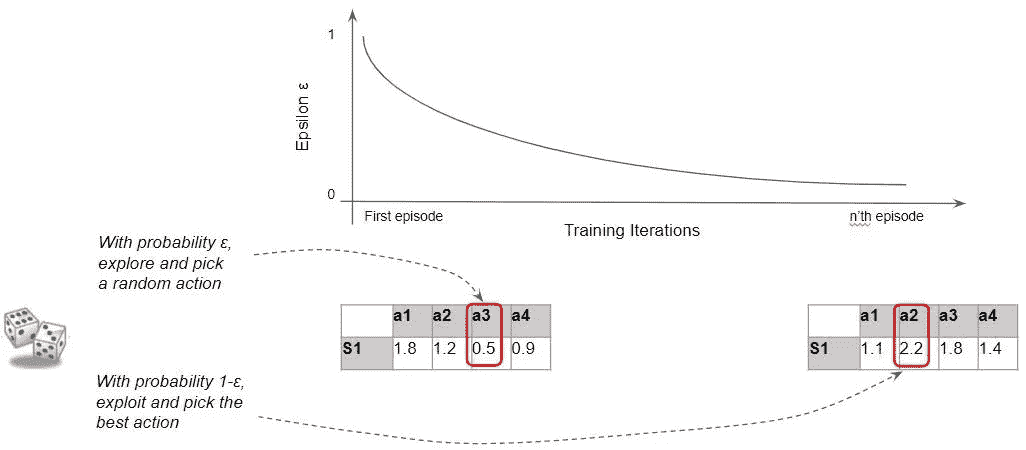 1
Epsilon ε
0
First episode
n'th episode
Training Iterations
With probability ε,
explore and pick
a random action
a1 a2 a3 a4
S1 1.8 1.2 0.5 0.9
a1 a2 a3 a4
S1 1.1 2.2 1.8 1.4
With probability 1-ε,
exploit and pick the
best action